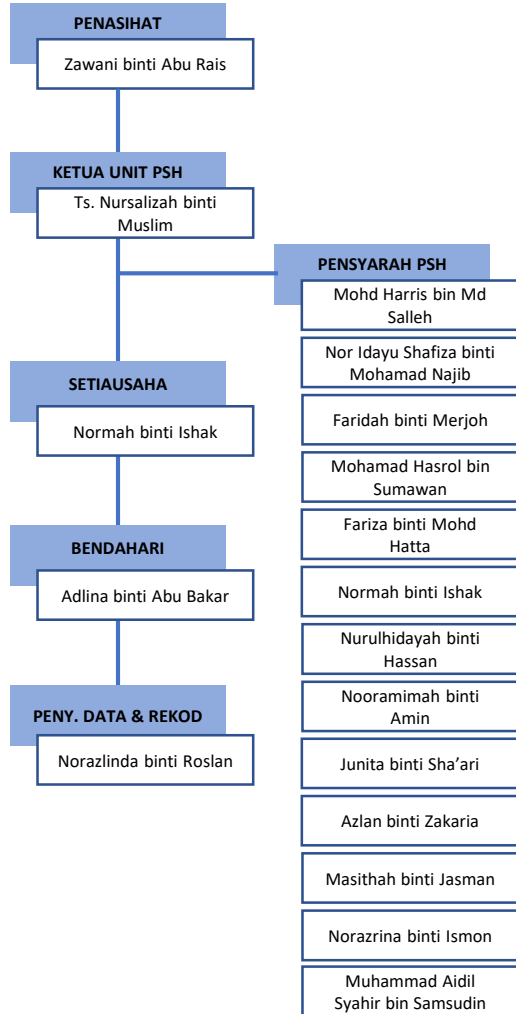 PENASIHAT
Zawani binti Abu Rais
KETUA UNIT PSH
Ts. Nursalizah binti
Muslim
PENSYARAH PSH
Mohd Harris bin Md
Salleh
Nor Idayu Shafiza binti
Mohamad Najib
Faridah binti Merjoh
Mohamad Hasrol bin
Sumawan
Fariza binti Mohd
Hatta
Normah binti Ishak
Nurulhidayah binti
Hassan
Nooramimah binti
Amin
Junita binti Sha’ari
Azlan binti Zakaria
Masithah binti Jasman
Norazrina binti Ismon
Muhammad Aidil
Syahir bin Samsudin
SETIAUSAHA
Normah binti Ishak
BENDAHARI
Adlina binti Abu Bakar
PENY. DATA & REKOD
Norazlinda binti Roslan